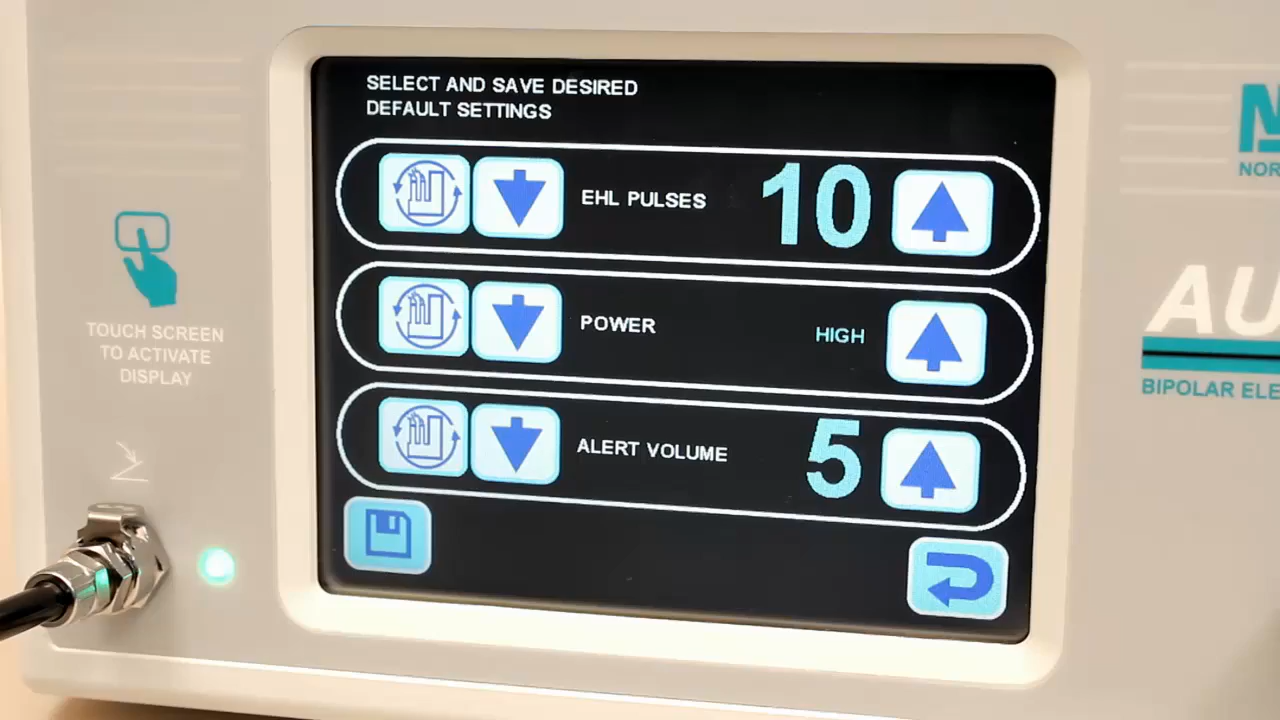 SELECT AND SAVE DESIRED
DEFAULT SETTINGS
EHL PULSES 10
POWER HIGH
ALERT VOLUME 5
TOUCH SCREEN
TO ACTIVATE
DISPLAY
NOR
AU
BIPOLAR ELE